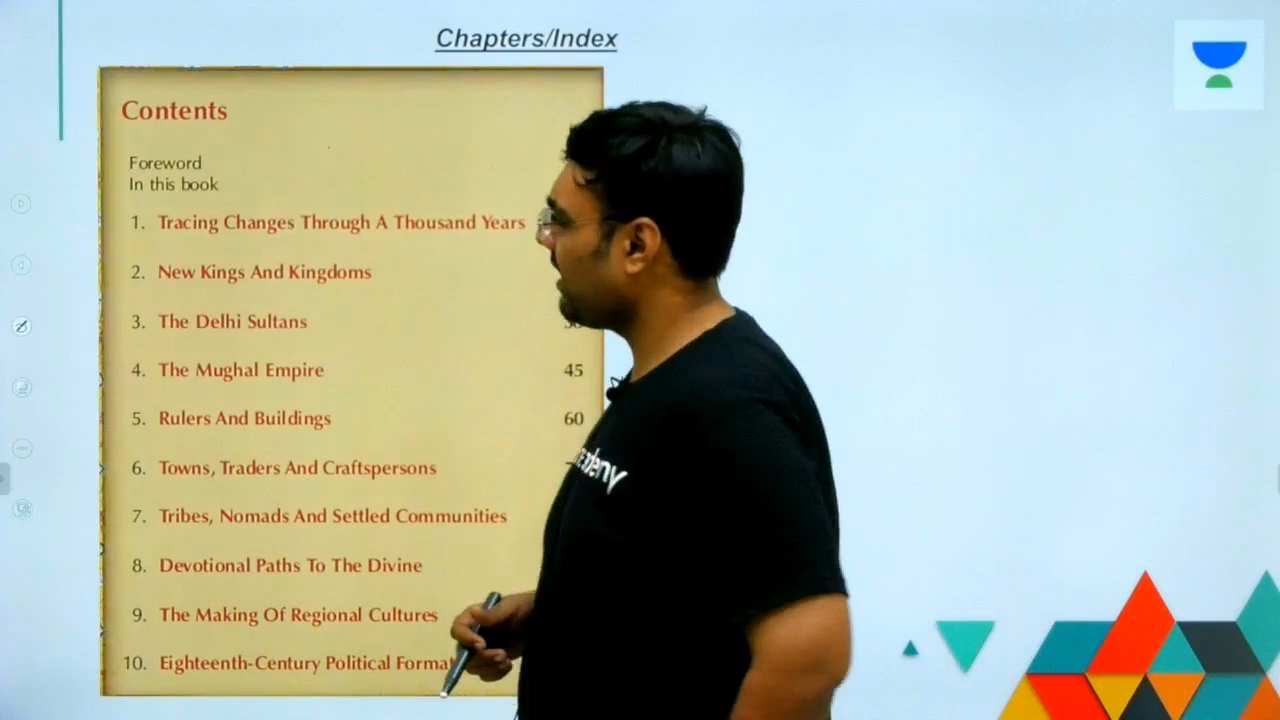 Chapters/Index
Contents
Foreword
In this book
1. Tracing Changes Through A Thousand Years
2. New Kings And Kingdoms
3. The Delhi Sultans
4. The Mughal Empire 45
5. Rulers And Buildings 60
6. Towns, Traders And Craftspersons
7. Tribes, Nomads And Settled Communities
8. Devotional Paths To The Divine
9. The Making Of Regional Cultures
10. Eighteenth-Century Political